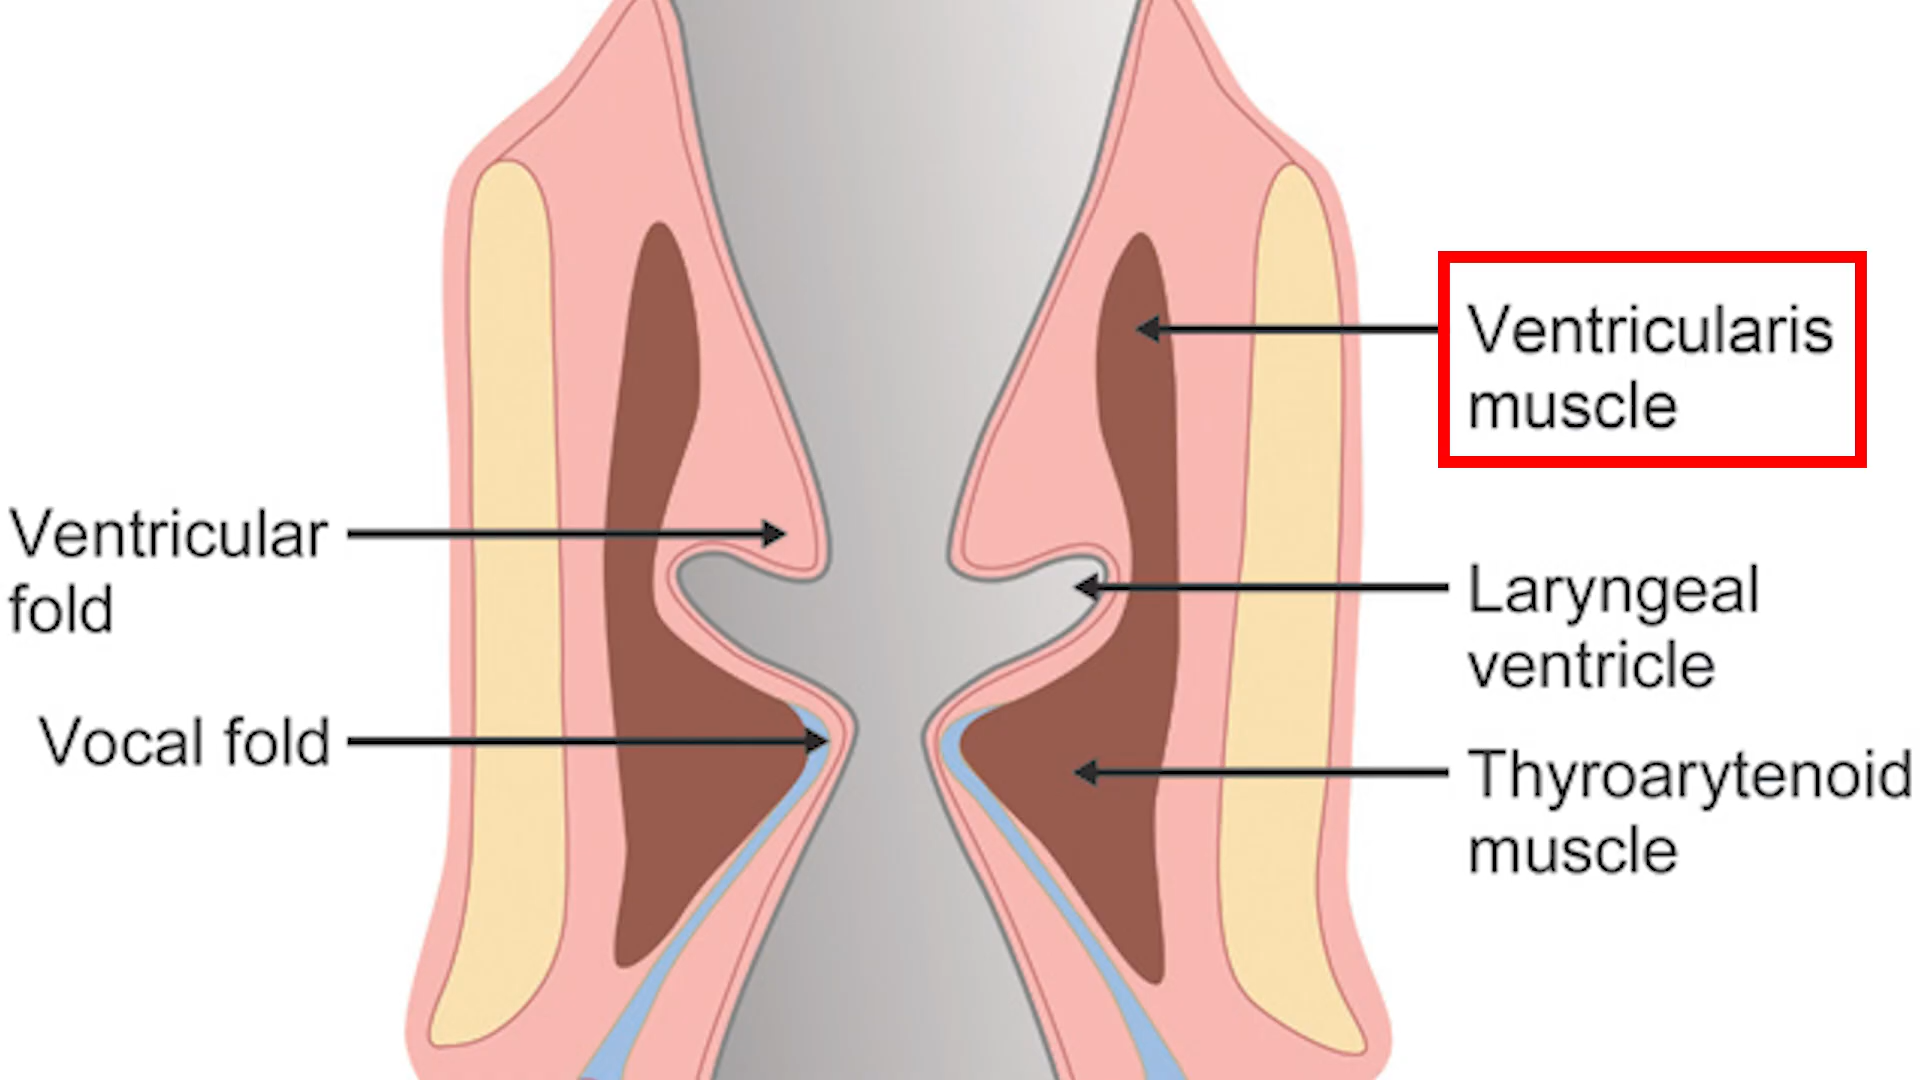 Ventricularis
muscle
Ventricular
fold
Laryngeal
ventricle
Vocal fold
Thyroarytenoid
muscle